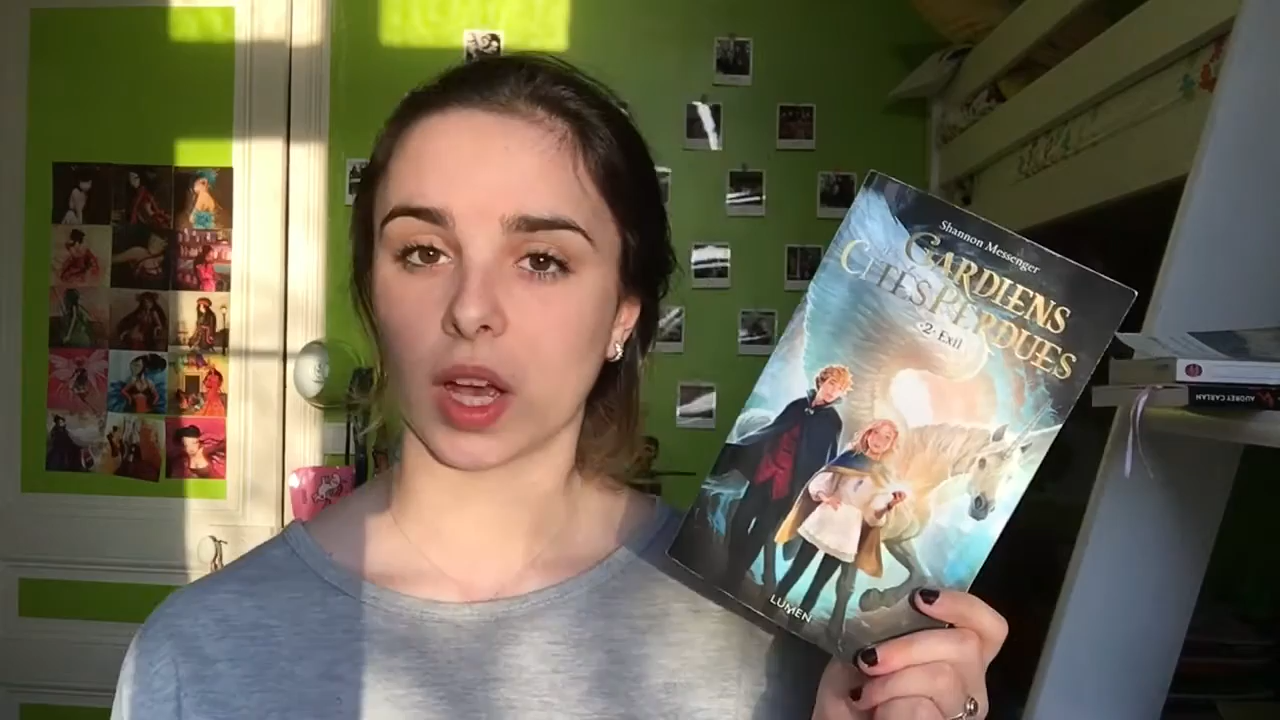 Shannon Messenger
GARDIENS
CITÉS PERDUES
·2· Exil
LUMEN
AUDREY CARLAN